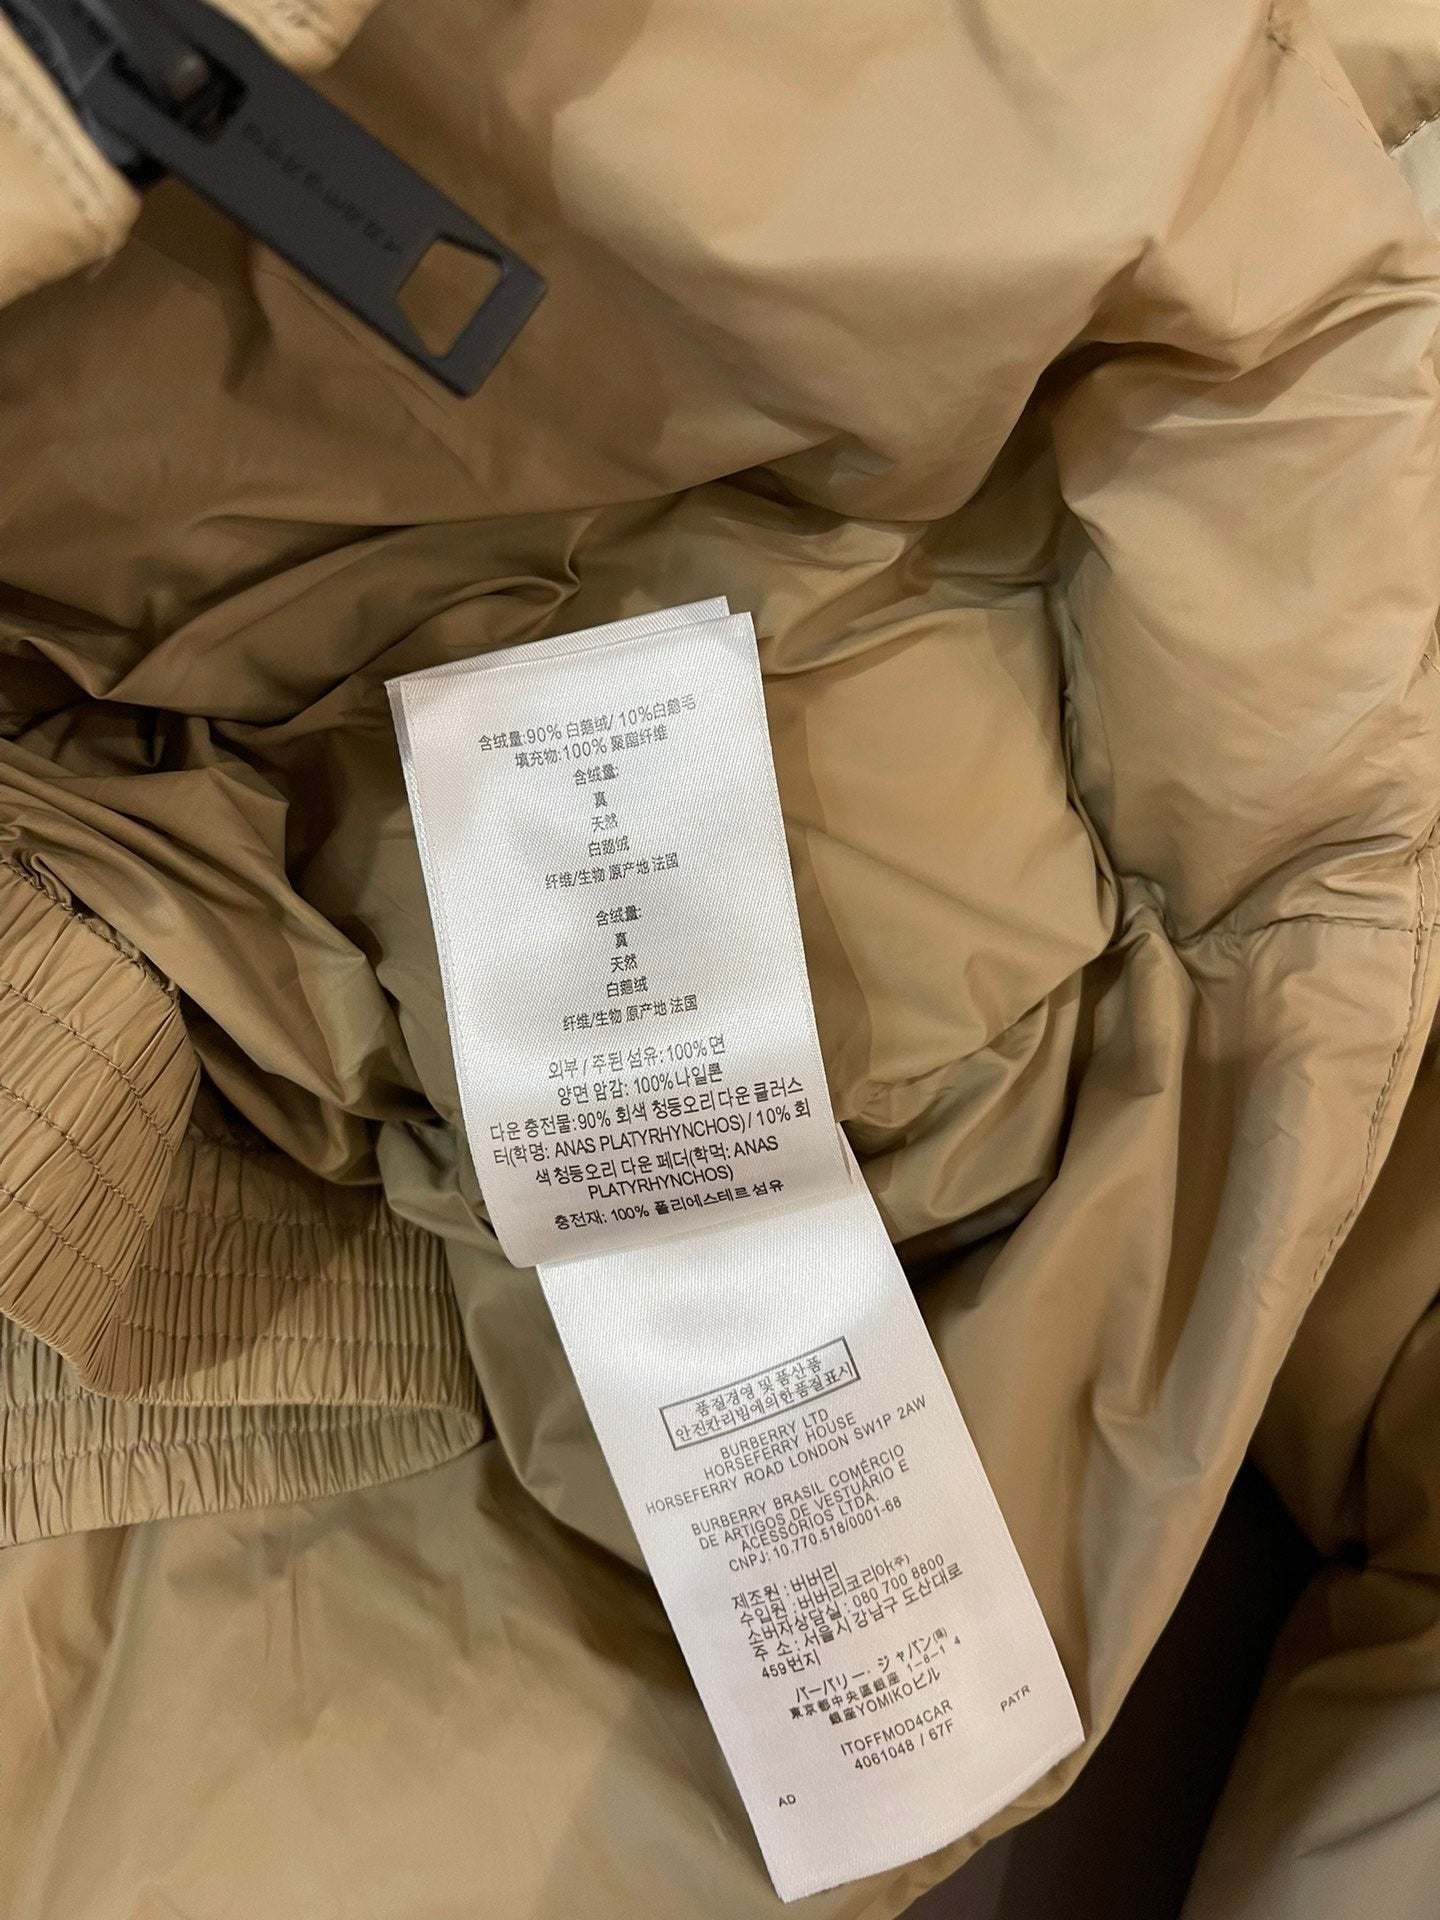 含绒量:90% 白鹅绒/ 10%白鹅毛
填充物:100% 聚酯纤维
含绒量:
真
天然
白鹅绒
纤维/生物 原产地 法国
含绒量:
真
天然
白鹅绒
纤维/生物 原产地 法国
외부 / 주된 섬유: 100% 면
양면 암감: 100% 나일론
다운 충전물:90% 회색 청둥오리 다운 클러스
터(학명: ANAS PLATYRHYNCHOS) / 10% 회
색 청둥오리 다운 페더(학먹: ANAS
PLATYRHYNCHOS)
충전재: 100% 폴리에스테르 섬유
품질경영 및 품산품
안진칸리빔에의한품질표시
BURBERRY LTD
HORSEFERRY HOUSE
HORSEFERRY ROAD LONDON SW1P 2AW
BURBERRY BRASIL COMÉRCIO
DE ARTIGOS DE VESTUÁRIO E
ACESSÓRIOS LTDA.
CNPJ: 10.770.518/0001-68
제조원 : 버버리
수입원 : 버버리코리아(주)
소버자상담실 : 080 700 8800
주 소 : 서울시 강남구 도산대로
459번지
バーバリー・ジャパン㈱
東京都中央區銀座 1-8-1 4
銀座YOMIKOビル
ITOFFMOD4CAR
4061048 / 67F
PATR
AD